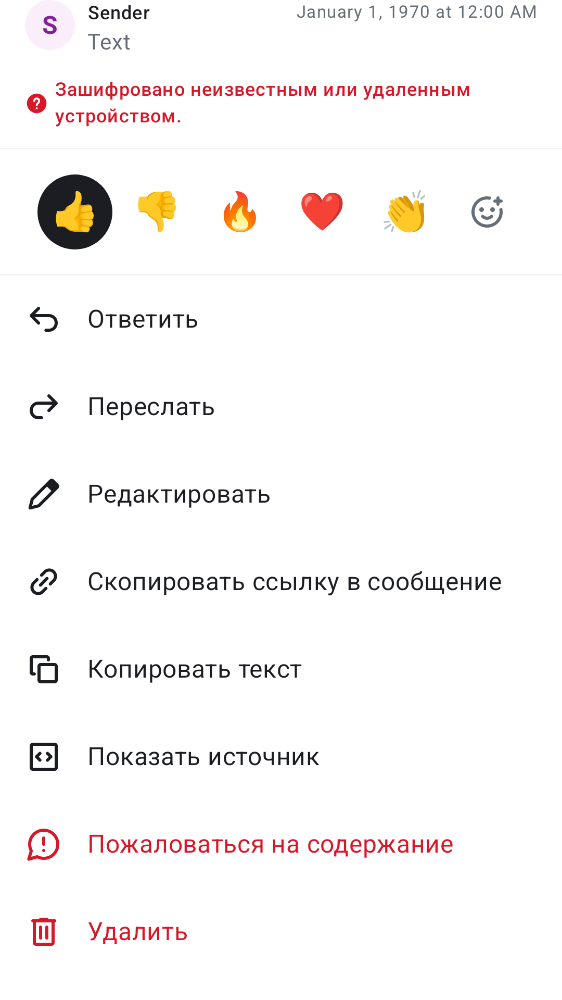 S
Sender
January 1, 1970 at 12:00 AM
Text
Зашифровано неизвестным или удаленным
устройством.
Ответить
Переслать
Редактировать
Скопировать ссылку в сообщение
Копировать текст
Показать источник
Пожаловаться на содержание
Удалить